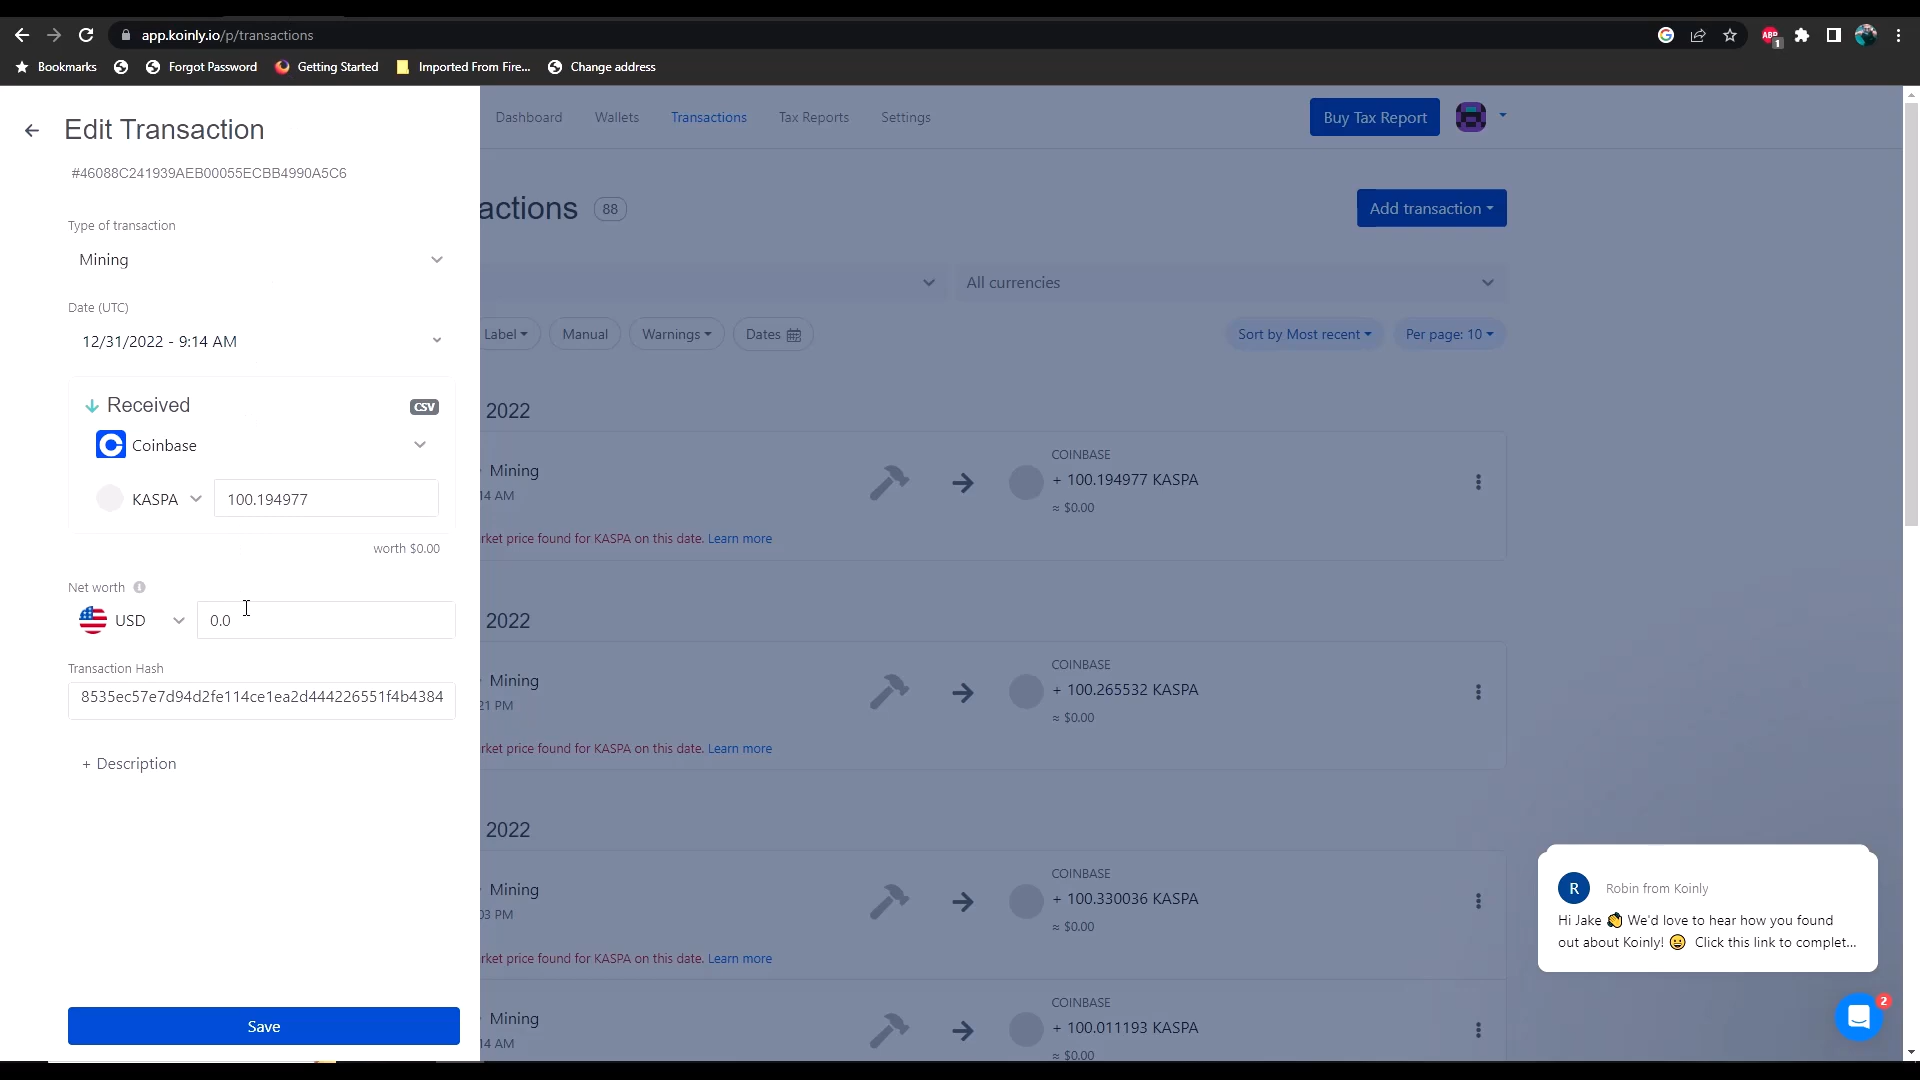 app.koinly.io/p/transactions
ABP
1
Bookmarks
Forgot Password
Getting Started
Imported From Fire...
Change address
Edit Transaction
#46088C241939AEB00055ECBB4990A5C6
Type of transaction
Mining
Date (UTC)
12/31/2022 - 9:14 AM
Received
CSV
Coinbase
KASPA
100.194977
worth $0.00
Net worth
USD
0.0
Transaction Hash
8535ec57e7d94d2fe114ce1ea2d444226551f4b4384
+ Description
Save
Dashboard
Wallets
Transactions
Tax Reports
Settings
Buy Tax Report
actions
88
Add transaction
All currencies
Label
Manual
Warnings
Dates
Sort by Most recent
Per page: 10
2022
COINBASE
Mining
+ 100.194977 KASPA
14 AM
≈ $0.00
rket price found for KASPA on this date. Learn more
2022
COINBASE
Mining
+ 100.265532 KASPA
21 PM
≈ $0.00
rket price found for KASPA on this date. Learn more
2022
COINBASE
Mining
+ 100.330036 KASPA
03 PM
≈ $0.00
rket price found for KASPA on this date. Learn more
COINBASE
Mining
+ 100.011193 KASPA
14 AM
≈ $0.00
R
Robin from Koinly
Hi Jake 👋 We'd love to hear how you found
out about Koinly! 😀 Click this link to complet...
2